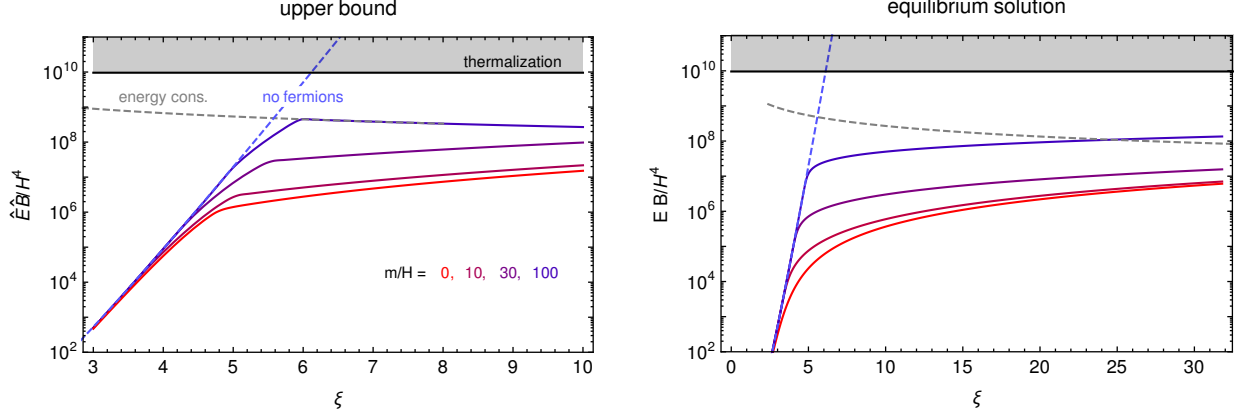 upper bound
10^10
10^8
10^6
10^4
10^2
ÊB̂/H^4
thermalization
energy cons.
no fermions
m/H = 0, 10, 30, 100
3 4 5 6 7 8 9 10
ξ
equilibrium solution
10^10
10^8
10^6
10^4
10^2
E B/H^4
thermalization
0 5 10 15 20 25 30
ξ